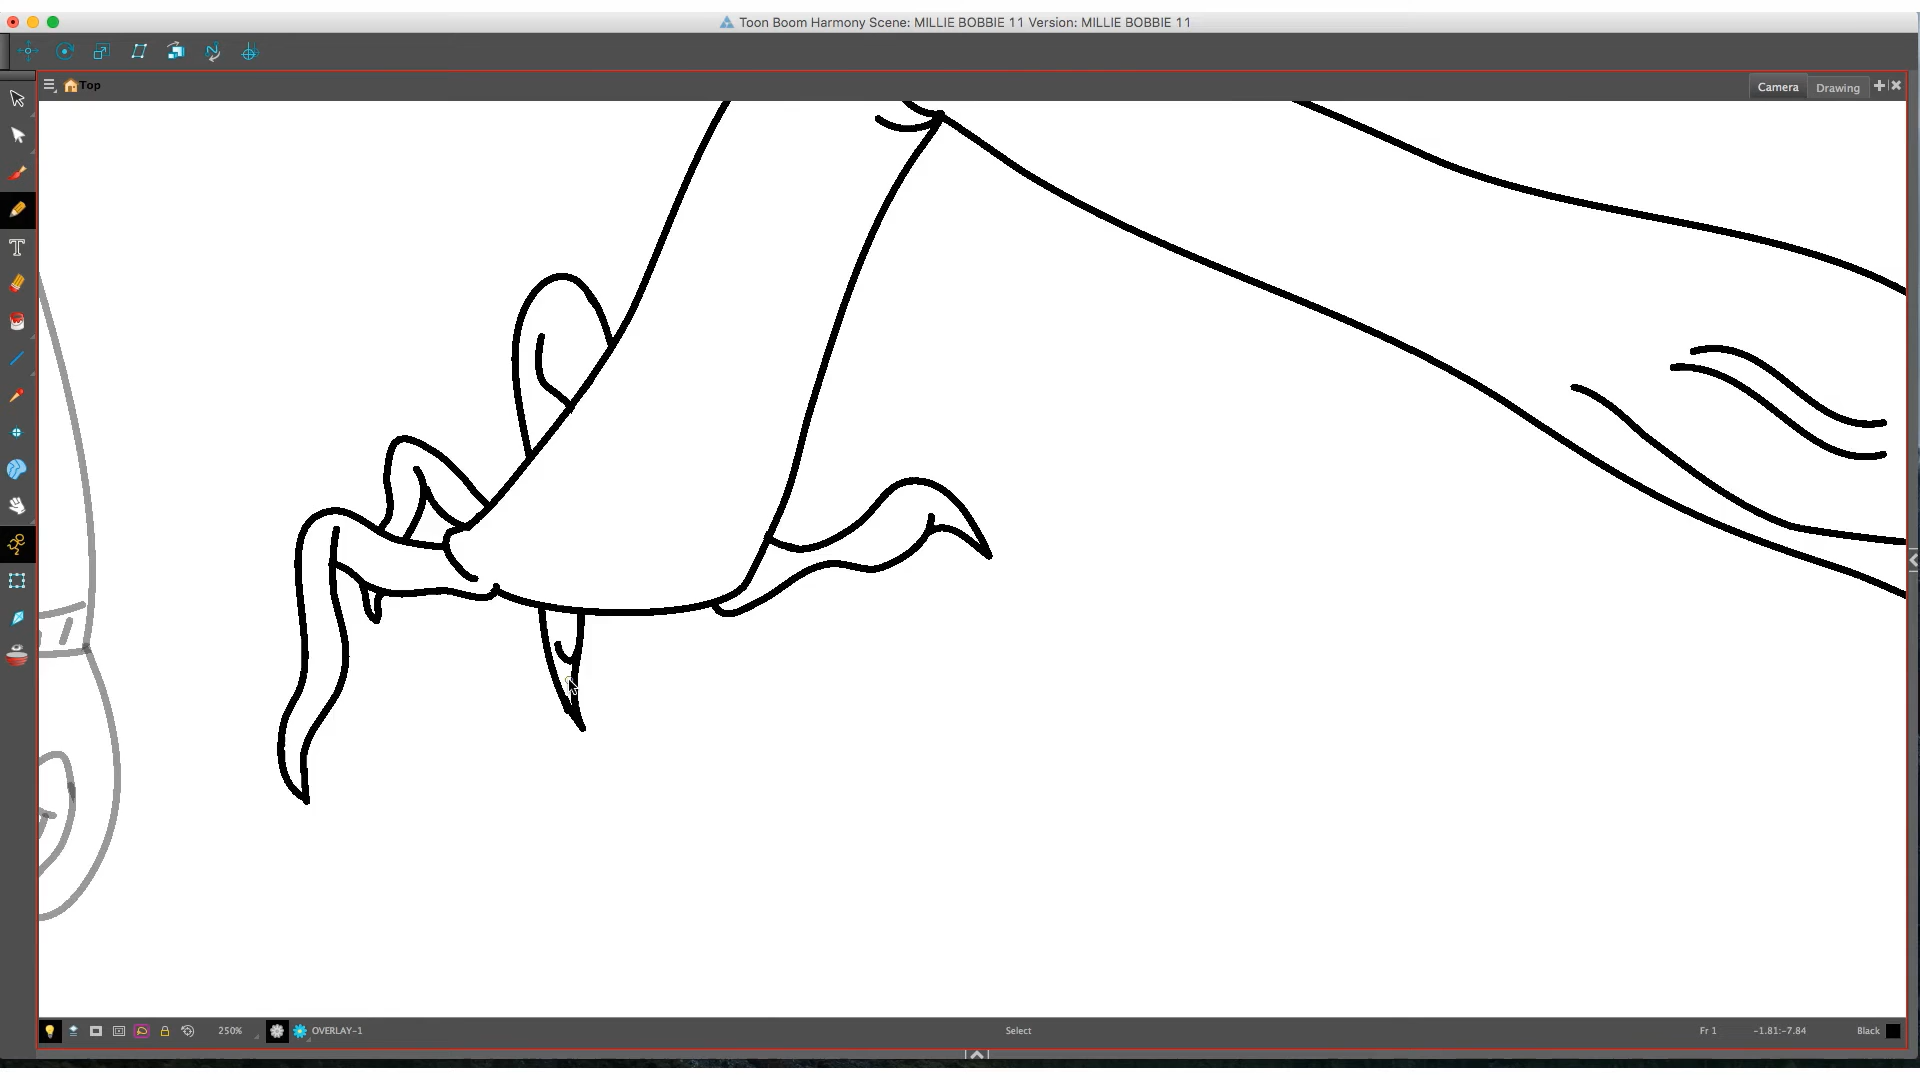 Toon Boom Harmony Scene: MILLIE BOBBIE 11 Version: MILLIE BOBBIE 11
Top
Camera
Drawing
T
250%
OVERLAY-1
Select
Fr 1
-1.81:-7.84
Black